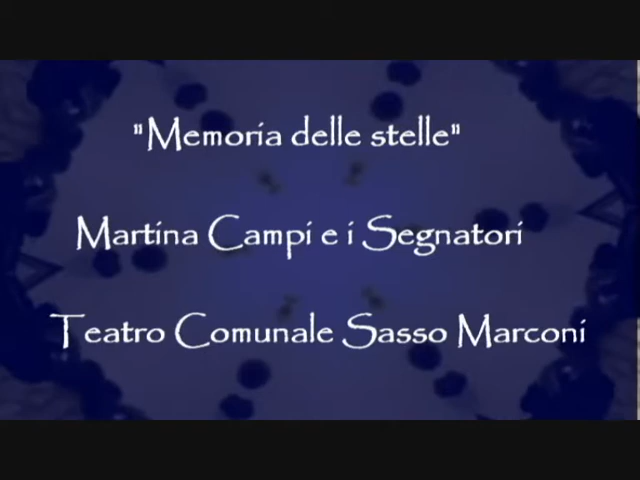 "Memoria delle stelle"
Martina Campi e i Segnatori
Teatro Comunale Sasso Marconi